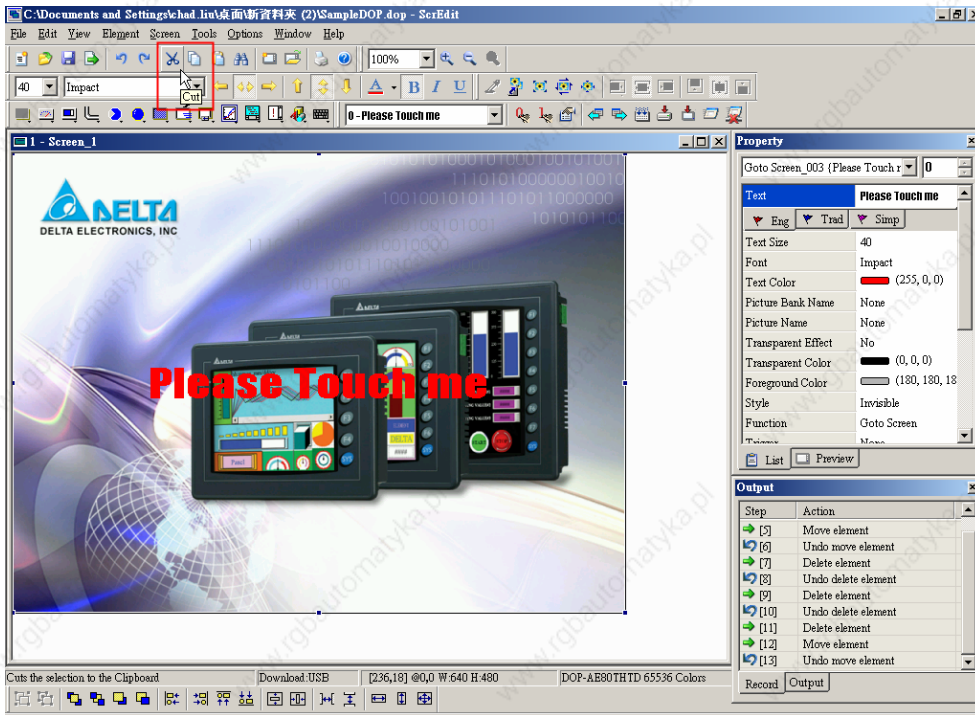 C:\Documents and Settings\chad.liu\桌面\新資料夾 (2)\SampleDOP.dop - ScrEdit
File Edit View Element Screen Tools Options Window Help
100%
40 Impact A B I U
Cut
0 - Please Touch me
1 - Screen_1
DELTA
DELTA ELECTRONICS, INC
Please Touch me
Property
Goto Screen_003 {Please Touch r 0
Text Please Touch me
Eng Trad Simp
Text Size 40
Font Impact
Text Color (255, 0, 0)
Picture Bank Name None
Picture Name None
Transparent Effect No
Transparent Color (0, 0, 0)
Foreground Color (180, 180, 18
Style Invisible
Function Goto Screen
Trigger None
List Preview
Output
Step Action
[5] Move element
[6] Undo move element
[7] Delete element
[8] Undo delete element
[9] Delete element
[10] Undo delete element
[11] Delete element
[12] Move element
[13] Undo move element
Record Output
Cuts the selection to the Clipboard Download:USB [236,18] @0,0 W:640 H:480 DOP-AE80THTD 65536 Colors
www.rgbautomatyka.pl